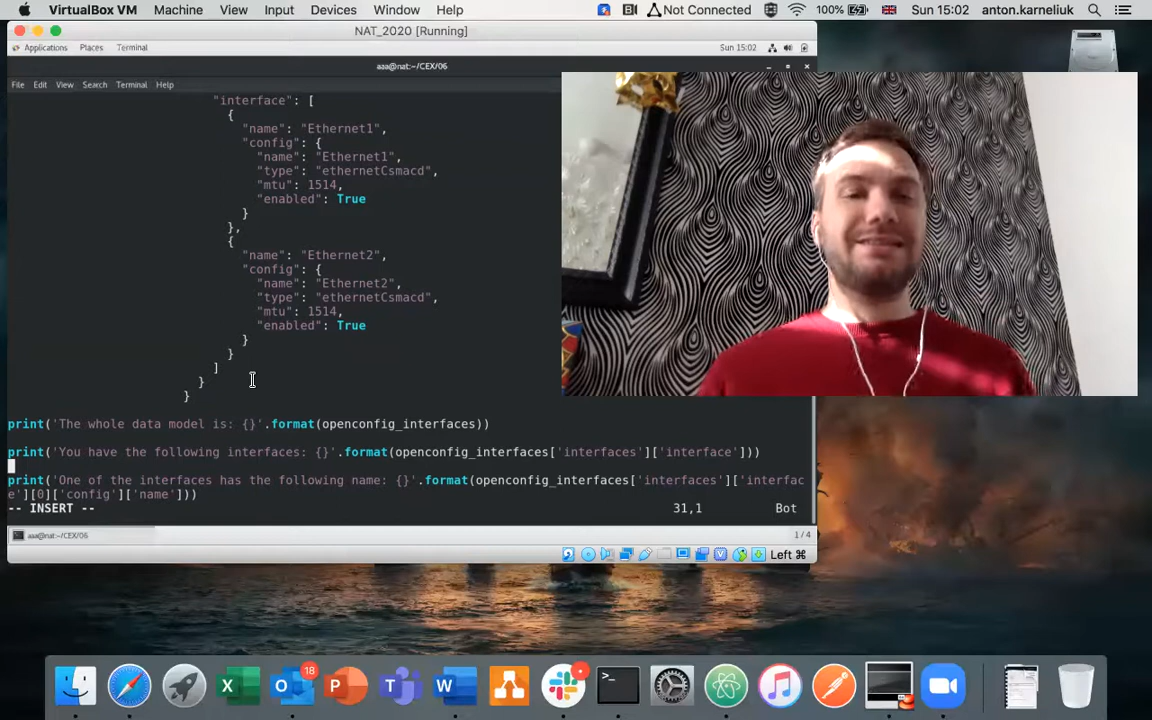 VirtualBox VM Machine View Input Devices Window Help Not Connected 100% Sun 15:02 anton.karneliuk
NAT_2020 [Running]
Applications Places Terminal Sun 15:02
aaa@nat:~/CEX/06
File Edit View Search Terminal Help
"interface": [
{
"name": "Ethernet1",
"config": {
"name": "Ethernet1",
"type": "ethernetCsmacd",
"mtu": 1514,
"enabled": True
}
},
{
"name": "Ethernet2",
"config": {
"name": "Ethernet2",
"type": "ethernetCsmacd",
"mtu": 1514,
"enabled": True
}
}
]
}
}
print('The whole data model is: {}'.format(openconfig_interfaces))
print('You have the following interfaces: {}'.format(openconfig_interfaces['interfaces']['interface']))
print('One of the interfaces has the following name: {}'.format(openconfig_interfaces['interfaces']['interfac
e'][0]['config']['name']))
-- INSERT -- 31,1 Bot
aaa@nat:~/CEX/06 1 / 4
Left ⌘
18